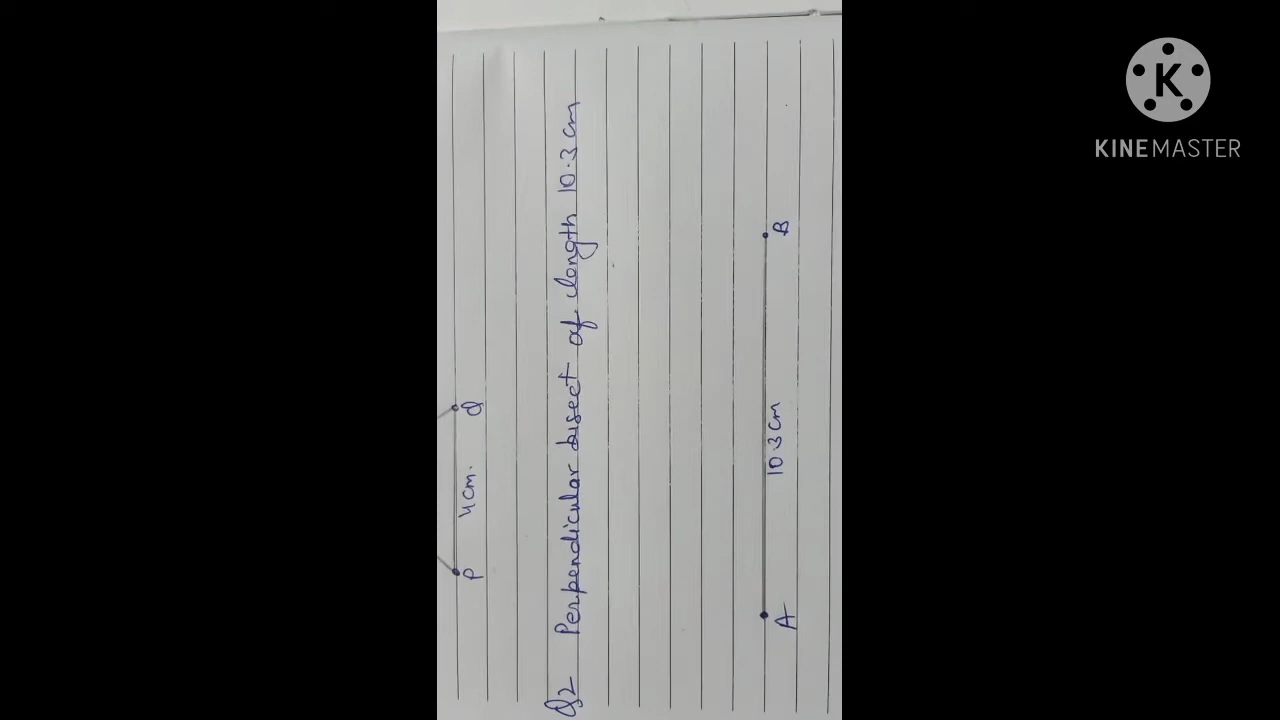 P 4cm. Q
Q2 Perpendicular bisect of length 10.3 cm
10.3 cm
A B
K
KINEMASTER